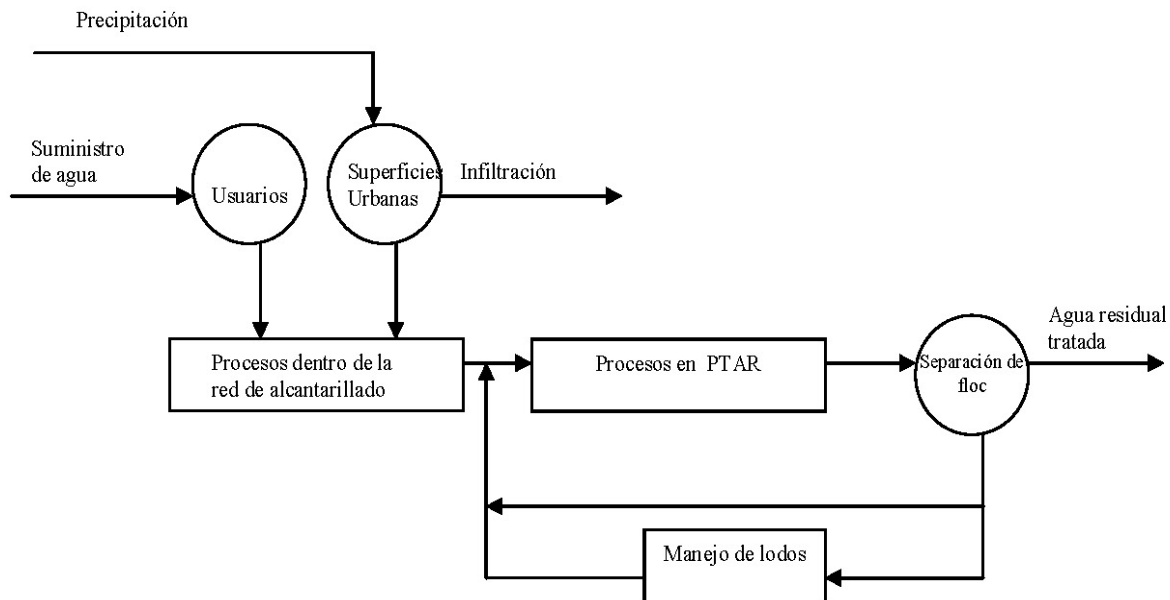 Precipitación
Suministro
de agua
Usuarios
Superficies
Urbanas
Infiltración
Procesos dentro de la
red de alcantarillado
Procesos en PTAR
Separación de
floc
Agua residual
tratada
Manejo de lodos